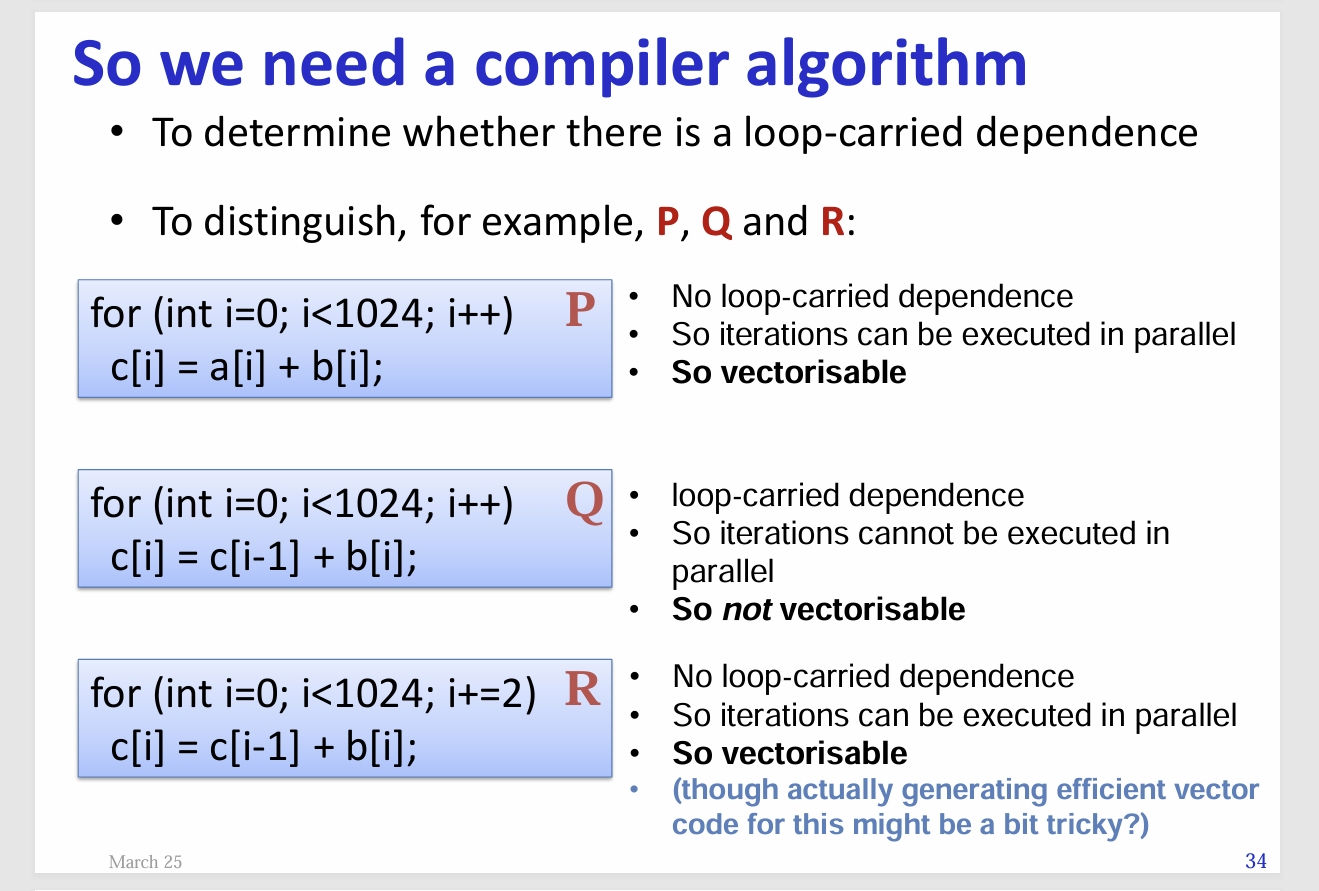 So we need a compiler algorithm
• To determine whether there is a loop-carried dependence
• To distinguish, for example, P, Q and R:
for (int i=0; i<1024; i++) P
c[i] = a[i] + b[i];
• No loop-carried dependence
• So iterations can be executed in parallel
• So vectorisable
for (int i=0; i<1024; i++) Q
c[i] = c[i-1] + b[i];
• loop-carried dependence
• So iterations cannot be executed in
parallel
• So not vectorisable
for (int i=0; i<1024; i+=2) R
c[i] = c[i-1] + b[i];
• No loop-carried dependence
• So iterations can be executed in parallel
• So vectorisable
• (though actually generating efficient vector
code for this might be a bit tricky?)
March 25
34